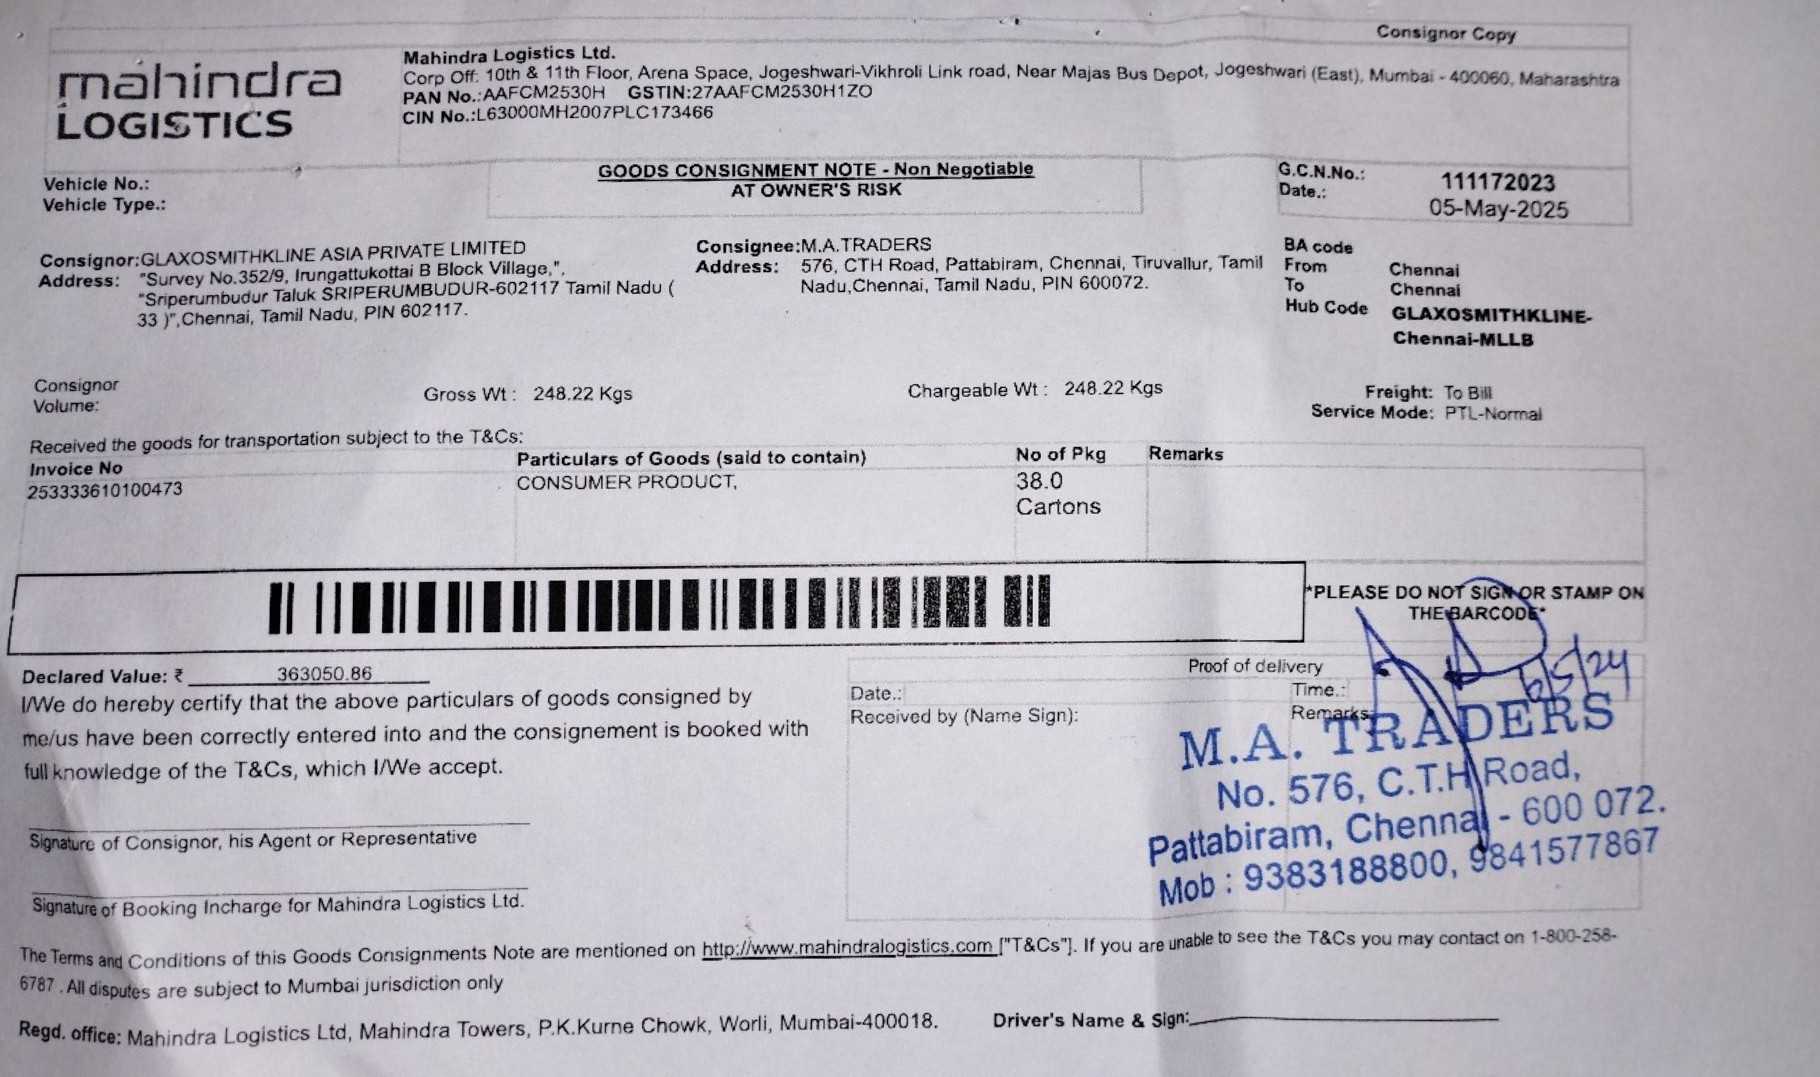 Consignor Copy
mahindra
LOGISTICS
Mahindra Logistics Ltd.
Corp Off: 10th & 11th Floor, Arena Space, Jogeshwari-Vikhroli Link road, Near Majas Bus Depot, Jogeshwari (East), Mumbai - 400060, Maharashtra
PAN No.:AAFCM2530H GSTIN:27AAFCM2530H1ZO
CIN No.:L63000MH2007PLC173466
Vehicle No.:
Vehicle Type.:
GOODS CONSIGNMENT NOTE - Non Negotiable
AT OWNER'S RISK
G.C.N.No.: 111172023
Date.: 05-May-2025
Consignor:GLAXOSMITHKLINE ASIA PRIVATE LIMITED
Address: "Survey No.352/9, Irungattukottai B Block Village,",
"Sriperumbudur Taluk SRIPERUMBUDUR-602117 Tamil Nadu (
33 )",Chennai, Tamil Nadu, PIN 602117.
Consignee:M.A.TRADERS
Address: 576, CTH Road, Pattabiram, Chennai, Tiruvallur, Tamil
Nadu,Chennai, Tamil Nadu, PIN 600072.
BA code
From Chennai
To Chennai
Hub Code GLAXOSMITHKLINE-
Chennai-MLLB
Consignor
Volume:
Gross Wt : 248.22 Kgs
Chargeable Wt : 248.22 Kgs
Freight: To Bill
Service Mode: PTL-Normal
Received the goods for transportation subject to the T&Cs:
Invoice No Particulars of Goods (said to contain) No of Pkg Remarks
253333610100473 CONSUMER PRODUCT, 38.0
Cartons
*PLEASE DO NOT SIGN OR STAMP ON
THE BARCODE*
Declared Value: ₹ 363050.86
I/We do hereby certify that the above particulars of goods consigned by
me/us have been correctly entered into and the consignement is booked with
full knowledge of the T&Cs, which I/We accept.
Proof of delivery
Date.: Time.:
Received by (Name Sign): Remarks
6/5/24
M.A. TRADERS
No. 576, C.T.H Road,
Pattabiram, Chennai - 600 072.
Mob : 9383188800, 9841577867
Signature of Consignor, his Agent or Representative
Signature of Booking Incharge for Mahindra Logistics Ltd.
The Terms and Conditions of this Goods Consignments Note are mentioned on http://www.mahindralogistics.com ["T&Cs"]. If you are unable to see the T&Cs you may contact on 1-800-258-
6787 . All disputes are subject to Mumbai jurisdiction only
Regd. office: Mahindra Logistics Ltd, Mahindra Towers, P.K.Kurne Chowk, Worli, Mumbai-400018. Driver's Name & Sign: